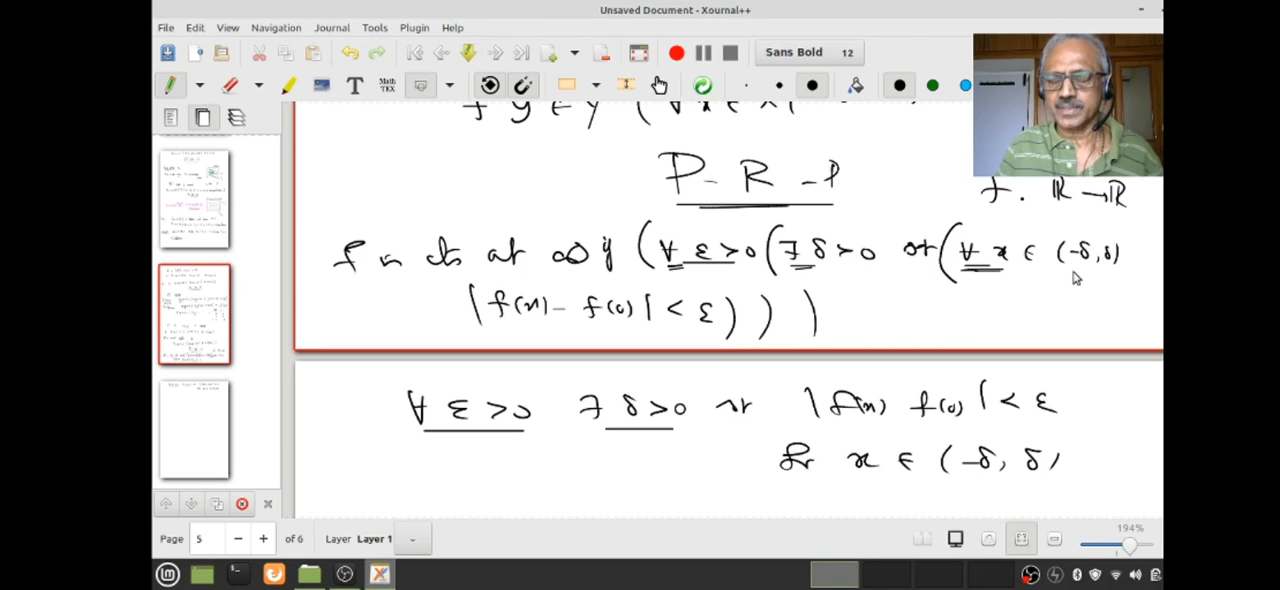 Unsaved Document - Xournal++
File Edit View Navigation Journal Tools Plugin Help
Sans Bold 12
P-R-P
f: ℝ→ℝ
f is cts at 0 if (∀ ε>0 (∃ δ>0 st (∀ x ∈ (-δ,δ)
|f(x) - f(0)| < ε)))
∀ ε>0 ∃ δ>0 st |f(x) f(0)| < ε
for x ∈ (-δ, δ)
Page 5 of 6 Layer Layer 1 194%